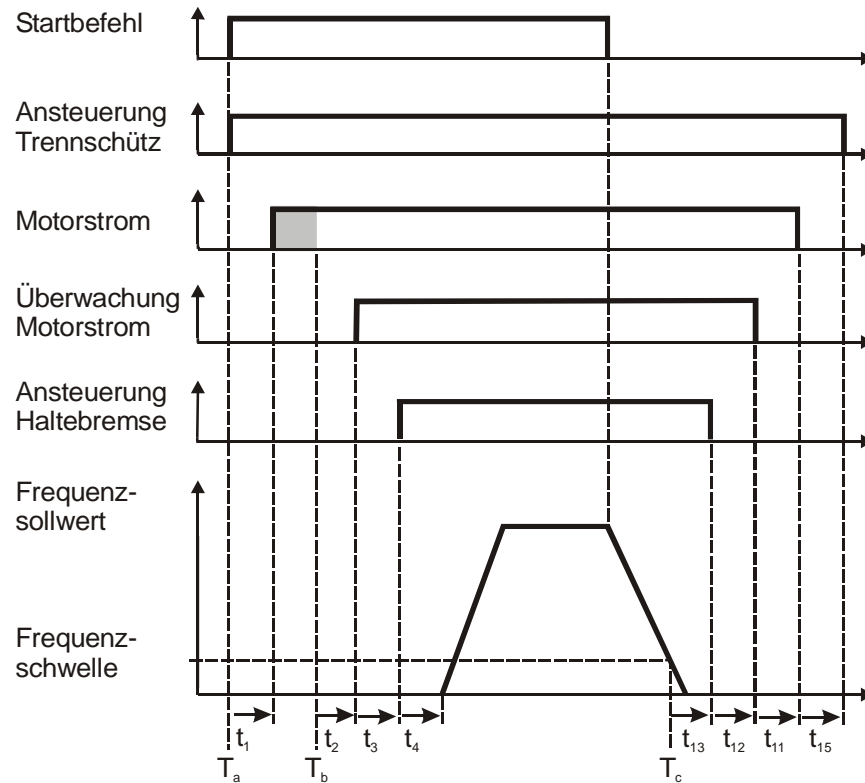 Startbefehl
Ansteuerung
Trennschütz
Motorstrom
Überwachung
Motorstrom
Ansteuerung
Haltebremse
Frequenz-
sollwert
Frequenz-
schwelle
t1 t2 t3 t4 t13 t12 t11 t15
Ta Tb Tc